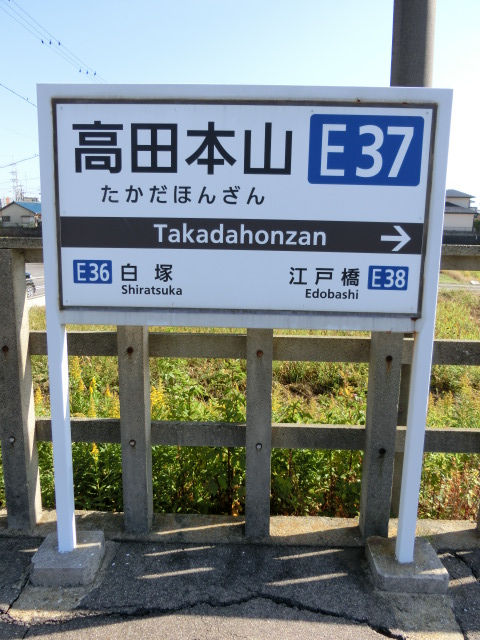 高田本山 E37
たかだほんざん
Takadahonzan →
E36 白塚 江戸橋 E38
Shiratsuka Edobashi